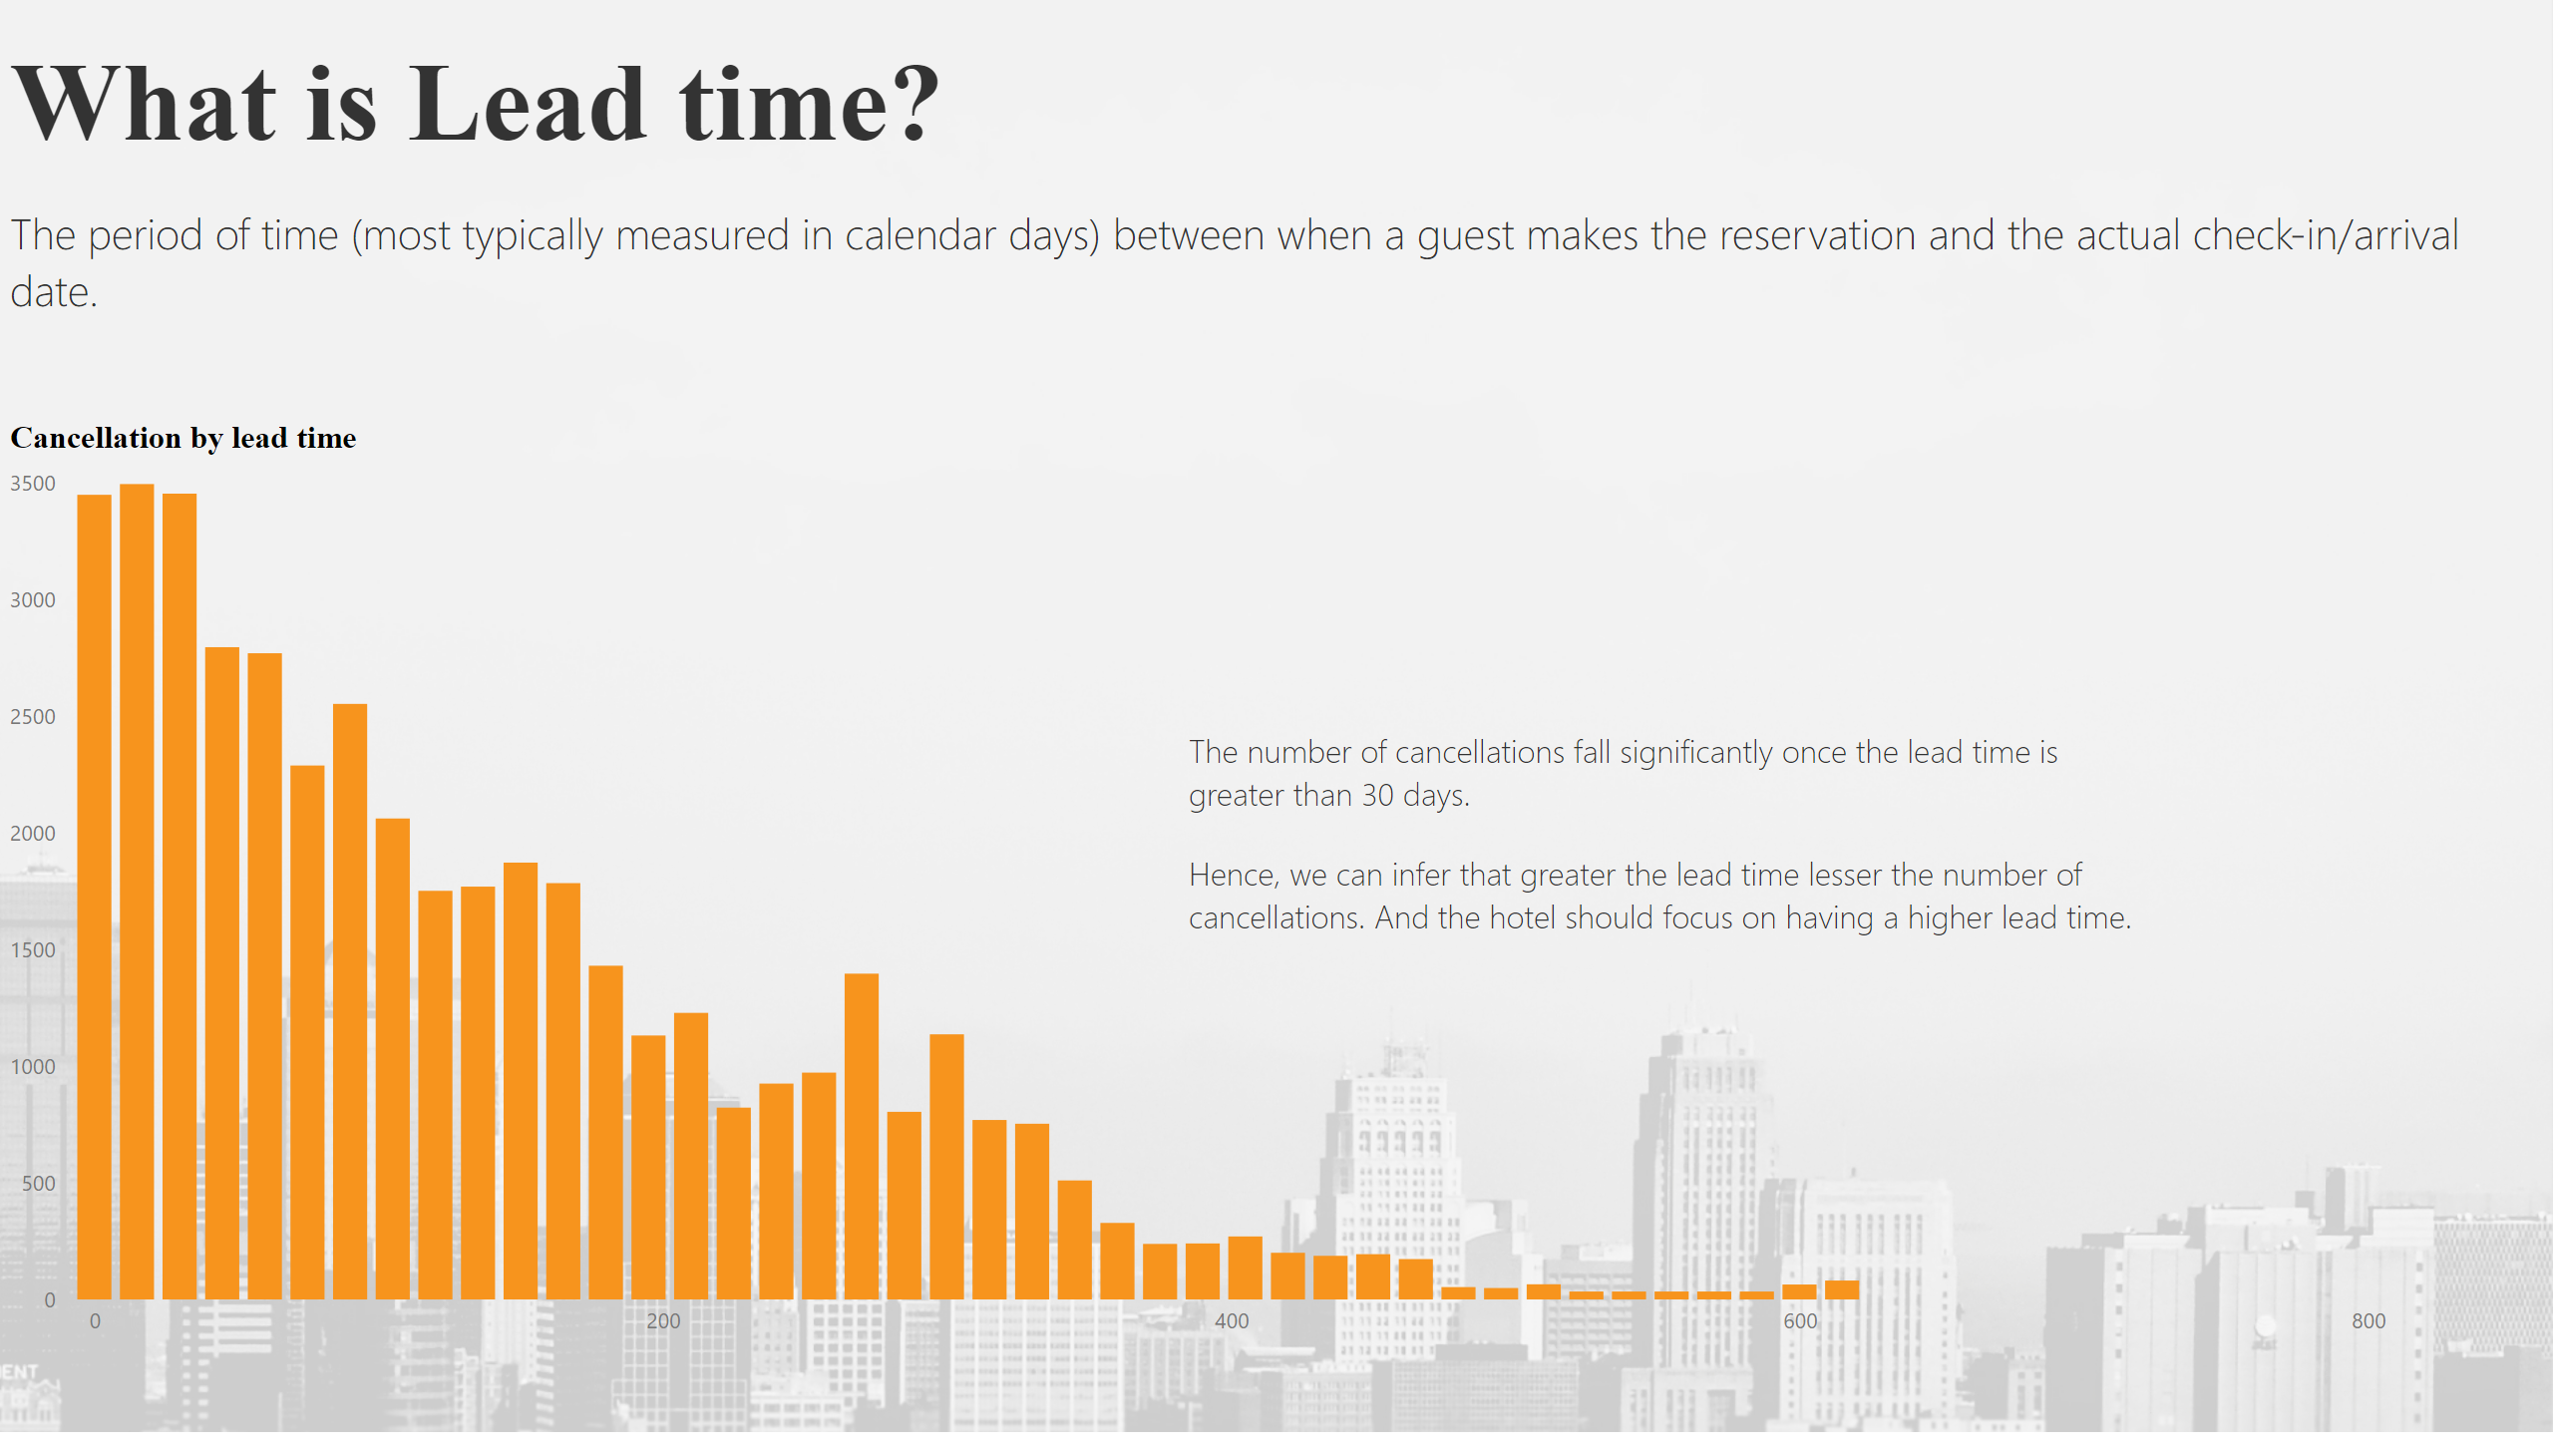 What is Lead time?
The period of time (most typically measured in calendar days) between when a guest makes the reservation and the actual check-in/arrival
date.
Cancellation by lead time
3500
3000
2500
2000
1500
1000
500
0
0 200 400 600 800
The number of cancellations fall significantly once the lead time is
greater than 30 days.
Hence, we can infer that greater the lead time lesser the number of
cancellations. And the hotel should focus on having a higher lead time.
ENT